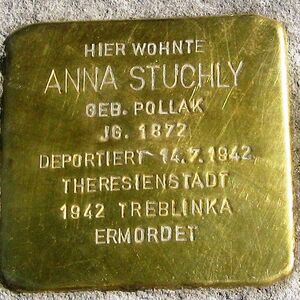 HIER WOHNTE
ANNA STUCHLY
GEB. POLLAK
JG. 1872
DEPORTIERT 14.7.1942
THERESIENSTADT
1942 TREBLINKA
ERMORDET